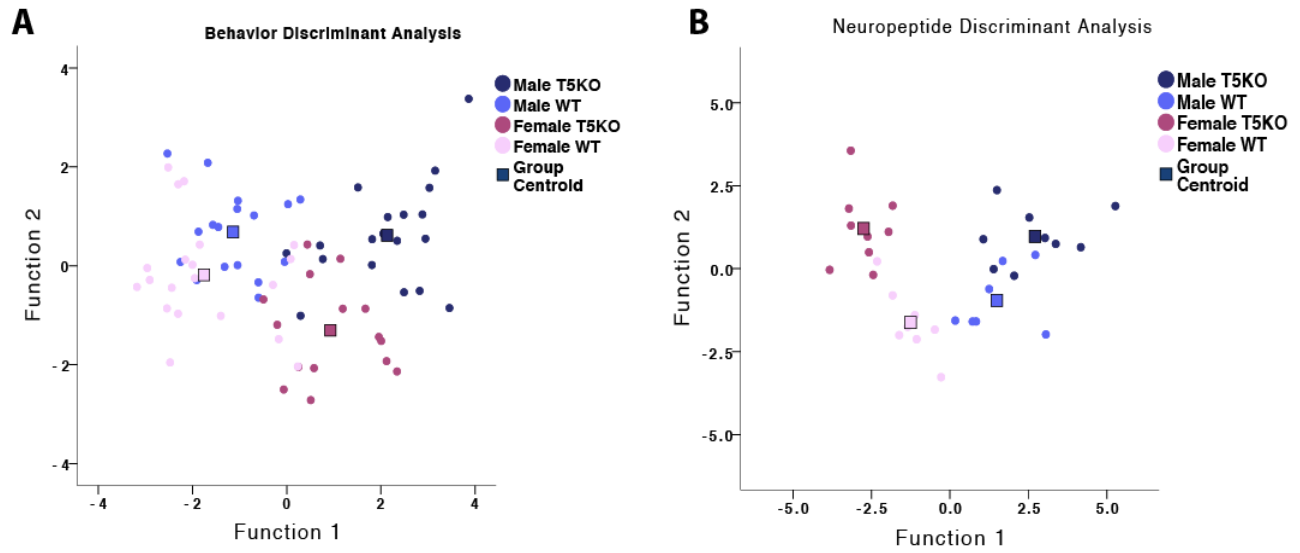 A
Behavior Discriminant Analysis
4
2
0
- 2
- 4
Function 2
- 4
- 2
0
2
4
Function 1
Male T5KO
Male WT
Female T5KO
Female WT
Group
Centroid
B
Neuropeptide Discriminant Analysis
5.0
2.5
0.0
-2.5
-5.0
Function 2
-5.0
-2.5
0.0
2.5
5.0
Function 1
Male T5KO
Male WT
Female T5KO
Female WT
Group
Centroid